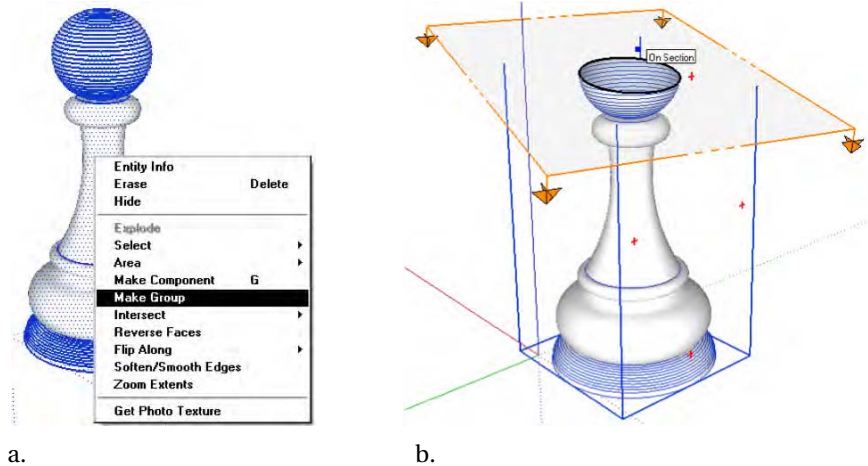 Entity Info
Erase Delete
Hide
Explode
Select
Area
Make Component G
Make Group
Intersect
Reverse Faces
Flip Along
Soften/Smooth Edges
Zoom Extents
Get Photo Texture
On Section
a.
b.